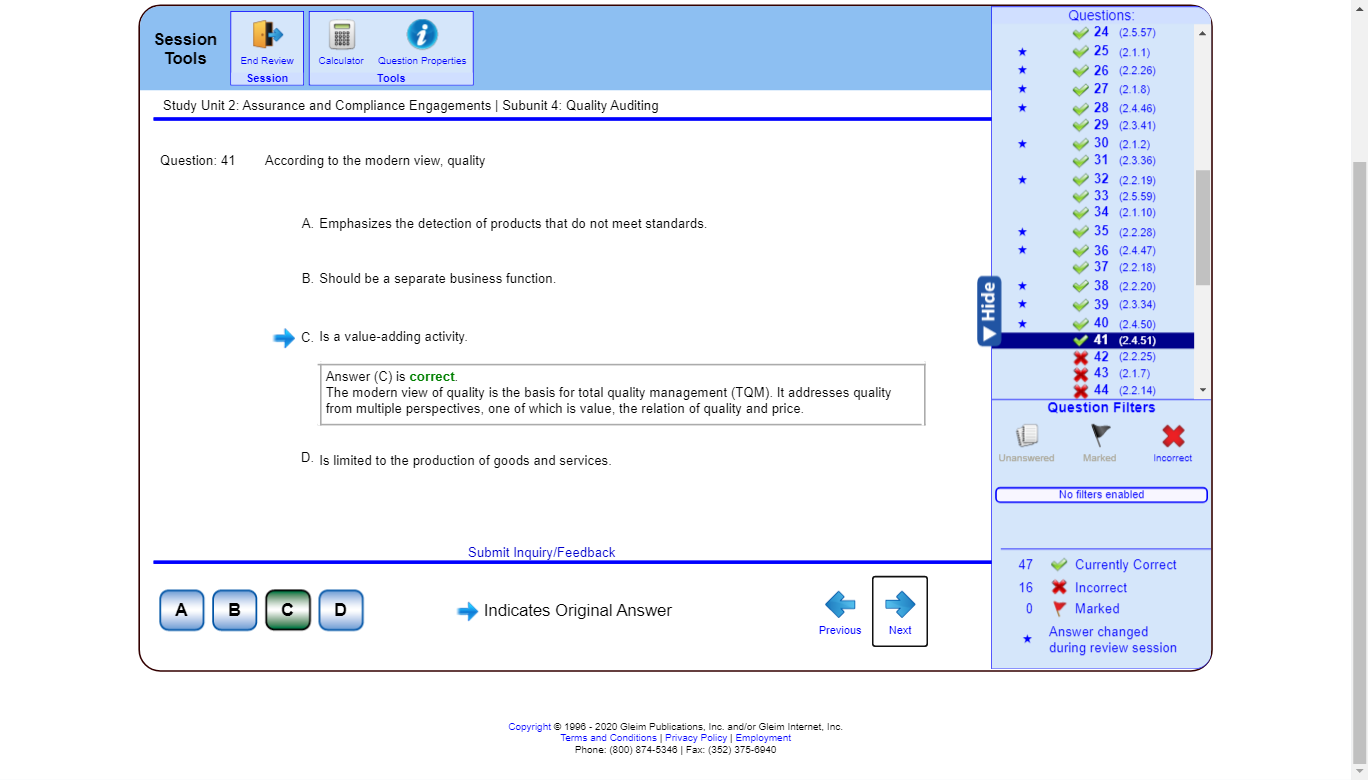 Session
Tools
End Review
Session
Calculator
Question Properties
Tools
Study Unit 2: Assurance and Compliance Engagements | Subunit 4: Quality Auditing
Question: 41 According to the modern view, quality
A. Emphasizes the detection of products that do not meet standards.
B. Should be a separate business function.
C. Is a value-adding activity.
Answer (C) is correct.
The modern view of quality is the basis for total quality management (TQM). It addresses quality
from multiple perspectives, one of which is value, the relation of quality and price.
D. Is limited to the production of goods and services.
Submit Inquiry/Feedback
A B C D
Indicates Original Answer
Previous
Next
Hide
Questions:
24 (2.5.57)
25 (2.1.1)
26 (2.2.26)
27 (2.1.8)
28 (2.4.46)
29 (2.3.41)
30 (2.1.2)
31 (2.3.36)
32 (2.2.19)
33 (2.5.59)
34 (2.1.10)
35 (2.2.28)
36 (2.4.47)
37 (2.2.18)
38 (2.2.20)
39 (2.3.34)
40 (2.4.50)
41 (2.4.51)
42 (2.2.25)
43 (2.1.7)
44 (2.2.14)
Question Filters
Unanswered
Marked
Incorrect
No filters enabled
47 Currently Correct
16 Incorrect
0 Marked
Answer changed
during review session
Copyright © 1996 - 2020 Gleim Publications, Inc. and/or Gleim Internet, Inc.
Terms and Conditions | Privacy Policy | Employment
Phone: (800) 874-5346 | Fax: (352) 375-6940